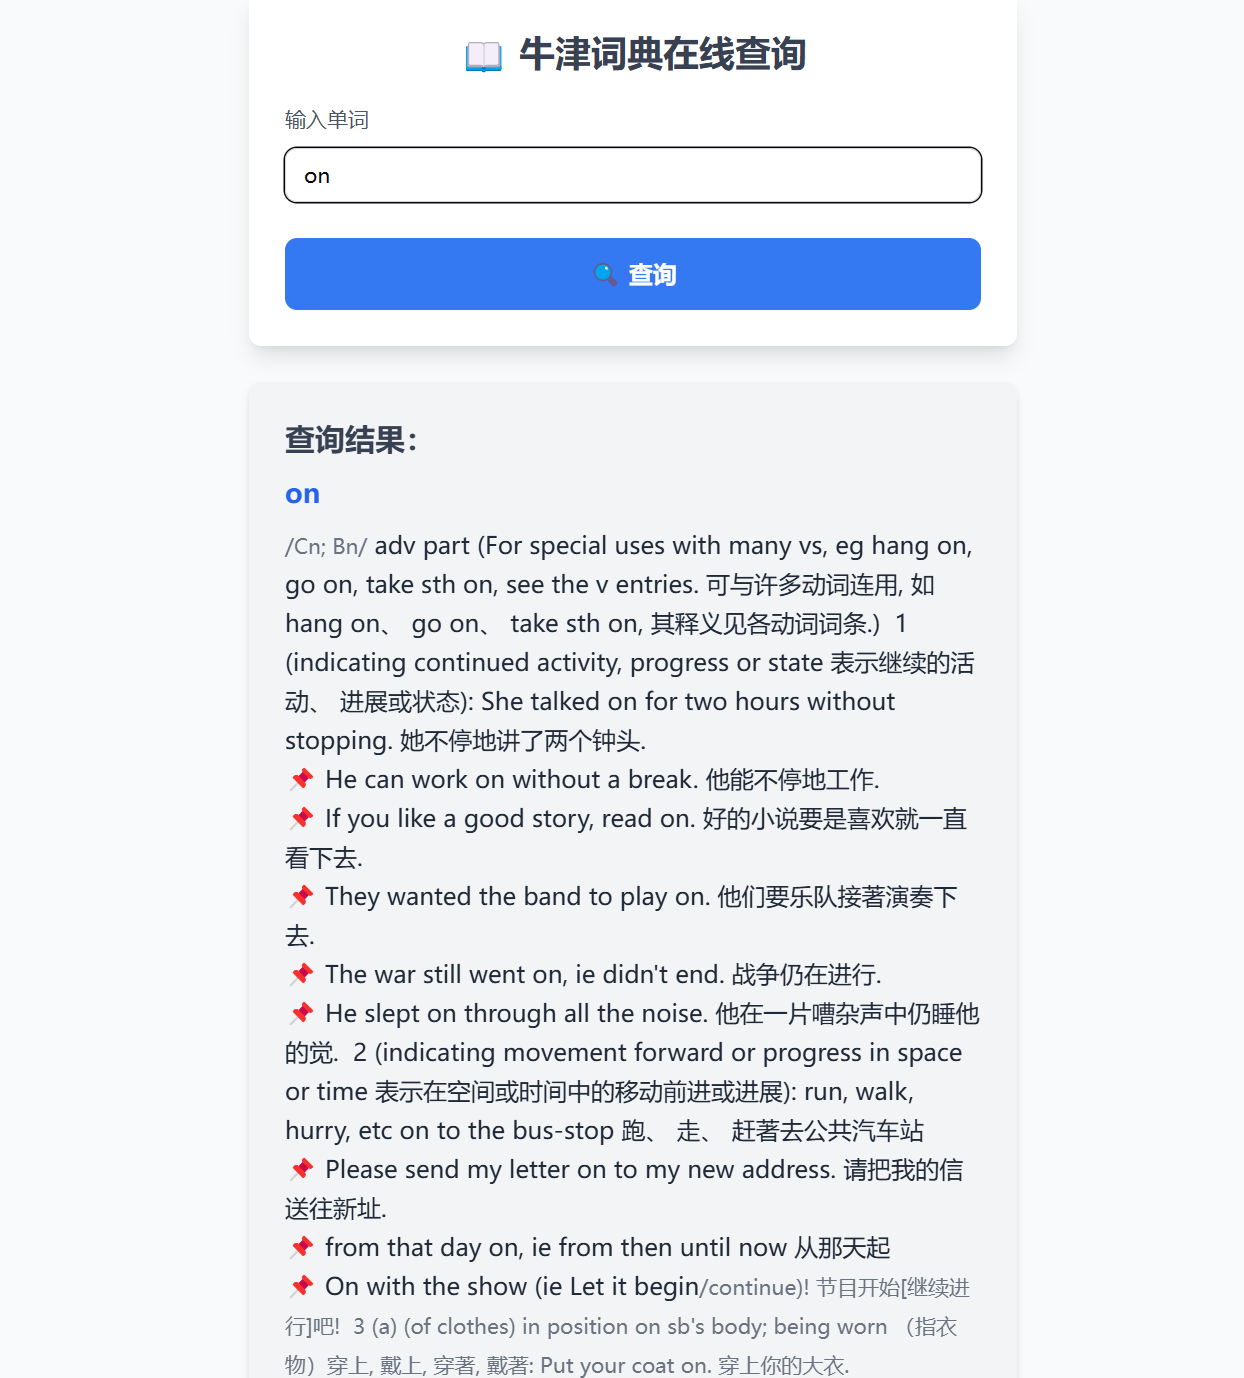 📖 牛津词典在线查询
输入单词
on
🔍 查询
查询结果：
on
/Cn; Bn/ adv part (For special uses with many vs, eg hang on,
go on, take sth on, see the v entries. 可与许多动词连用, 如
hang on、 go on、 take sth on, 其释义见各动词词条.) 1
(indicating continued activity, progress or state 表示继续的活
动、 进展或状态): She talked on for two hours without
stopping. 她不停地讲了两个钟头.
📌 He can work on without a break. 他能不停地工作.
📌 If you like a good story, read on. 好的小说要是喜欢就一直
看下去.
📌 They wanted the band to play on. 他们要乐队接著演奏下
去.
📌 The war still went on, ie didn't end. 战争仍在进行.
📌 He slept on through all the noise. 他在一片嘈杂声中仍睡他
的觉. 2 (indicating movement forward or progress in space
or time 表示在空间或时间中的移动前进或进展): run, walk,
hurry, etc on to the bus-stop 跑、 走、 赶著去公共汽车站
📌 Please send my letter on to my new address. 请把我的信
送往新址.
📌 from that day on, ie from then until now 从那天起
📌 On with the show (ie Let it begin/continue)! 节目开始[继续进
行]吧! 3 (a) (of clothes) in position on sb's body; being worn （指衣
物）穿上, 戴上, 穿著, 戴著: Put your coat on. 穿上你的大衣.